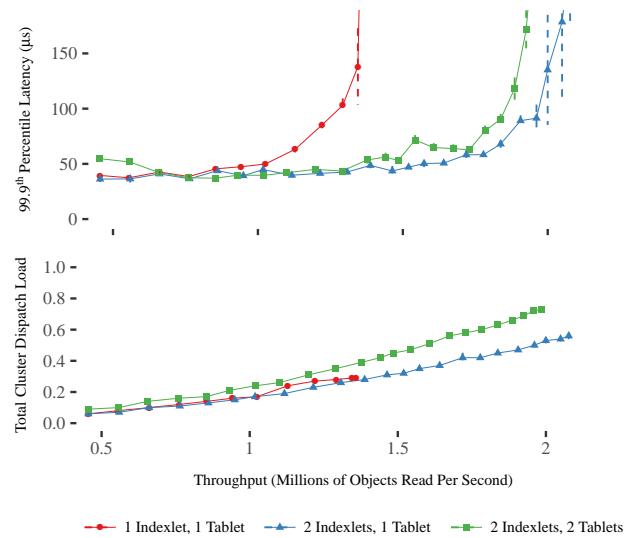 99.9th Percentile Latency (μs)
150
100
50
0
Total Cluster Dispatch Load
1.0
0.8
0.6
0.4
0.2
0.0
0.5
1
1.5
2
Throughput (Millions of Objects Read Per Second)
1 Indexlet, 1 Tablet
2 Indexlets, 1 Tablet
2 Indexlets, 2 Tablets